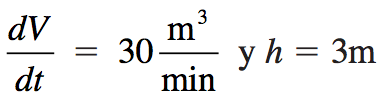 dV/dt = 30 m³/min y h = 3m